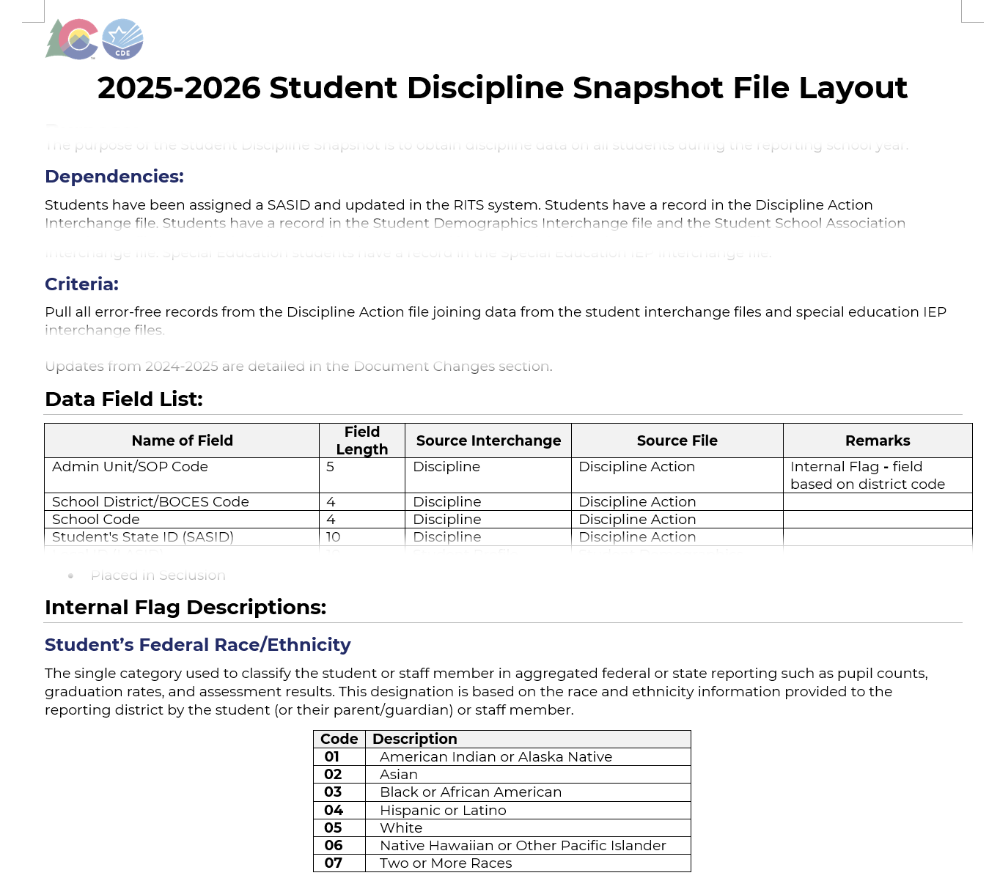 CDE
2025-2026 Student Discipline Snapshot File Layout
The purpose of the Student Discipline Snapshot is to obtain discipline data on all students during the reporting school year.
Dependencies:
Students have been assigned a SASID and updated in the RITS system. Students have a record in the Discipline Action
Interchange file. Students have a record in the Student Demographics Interchange file and the Student School Association
Interchange file. Special Education students have a record in the Special Education IEP Interchange file.
Criteria:
Pull all error-free records from the Discipline Action file joining data from the student interchange files and special education IEP
interchange files.
Updates from 2024-2025 are detailed in the Document Changes section.
Data Field List:
Name of Field Field Length Source Interchange Source File Remarks
Admin Unit/SOP Code 5 Discipline Discipline Action Internal Flag - field
based on district code
School District/BOCES Code 4 Discipline Discipline Action
School Code 4 Discipline Discipline Action
Student's State ID (SASID) 10 Discipline Discipline Action
• Placed in Seclusion
Internal Flag Descriptions:
Student’s Federal Race/Ethnicity
The single category used to classify the student or staff member in aggregated federal or state reporting such as pupil counts,
graduation rates, and assessment results. This designation is based on the race and ethnicity information provided to the
reporting district by the student (or their parent/guardian) or staff member.
Code Description
01 American Indian or Alaska Native
02 Asian
03 Black or African American
04 Hispanic or Latino
05 White
06 Native Hawaiian or Other Pacific Islander
07 Two or More Races